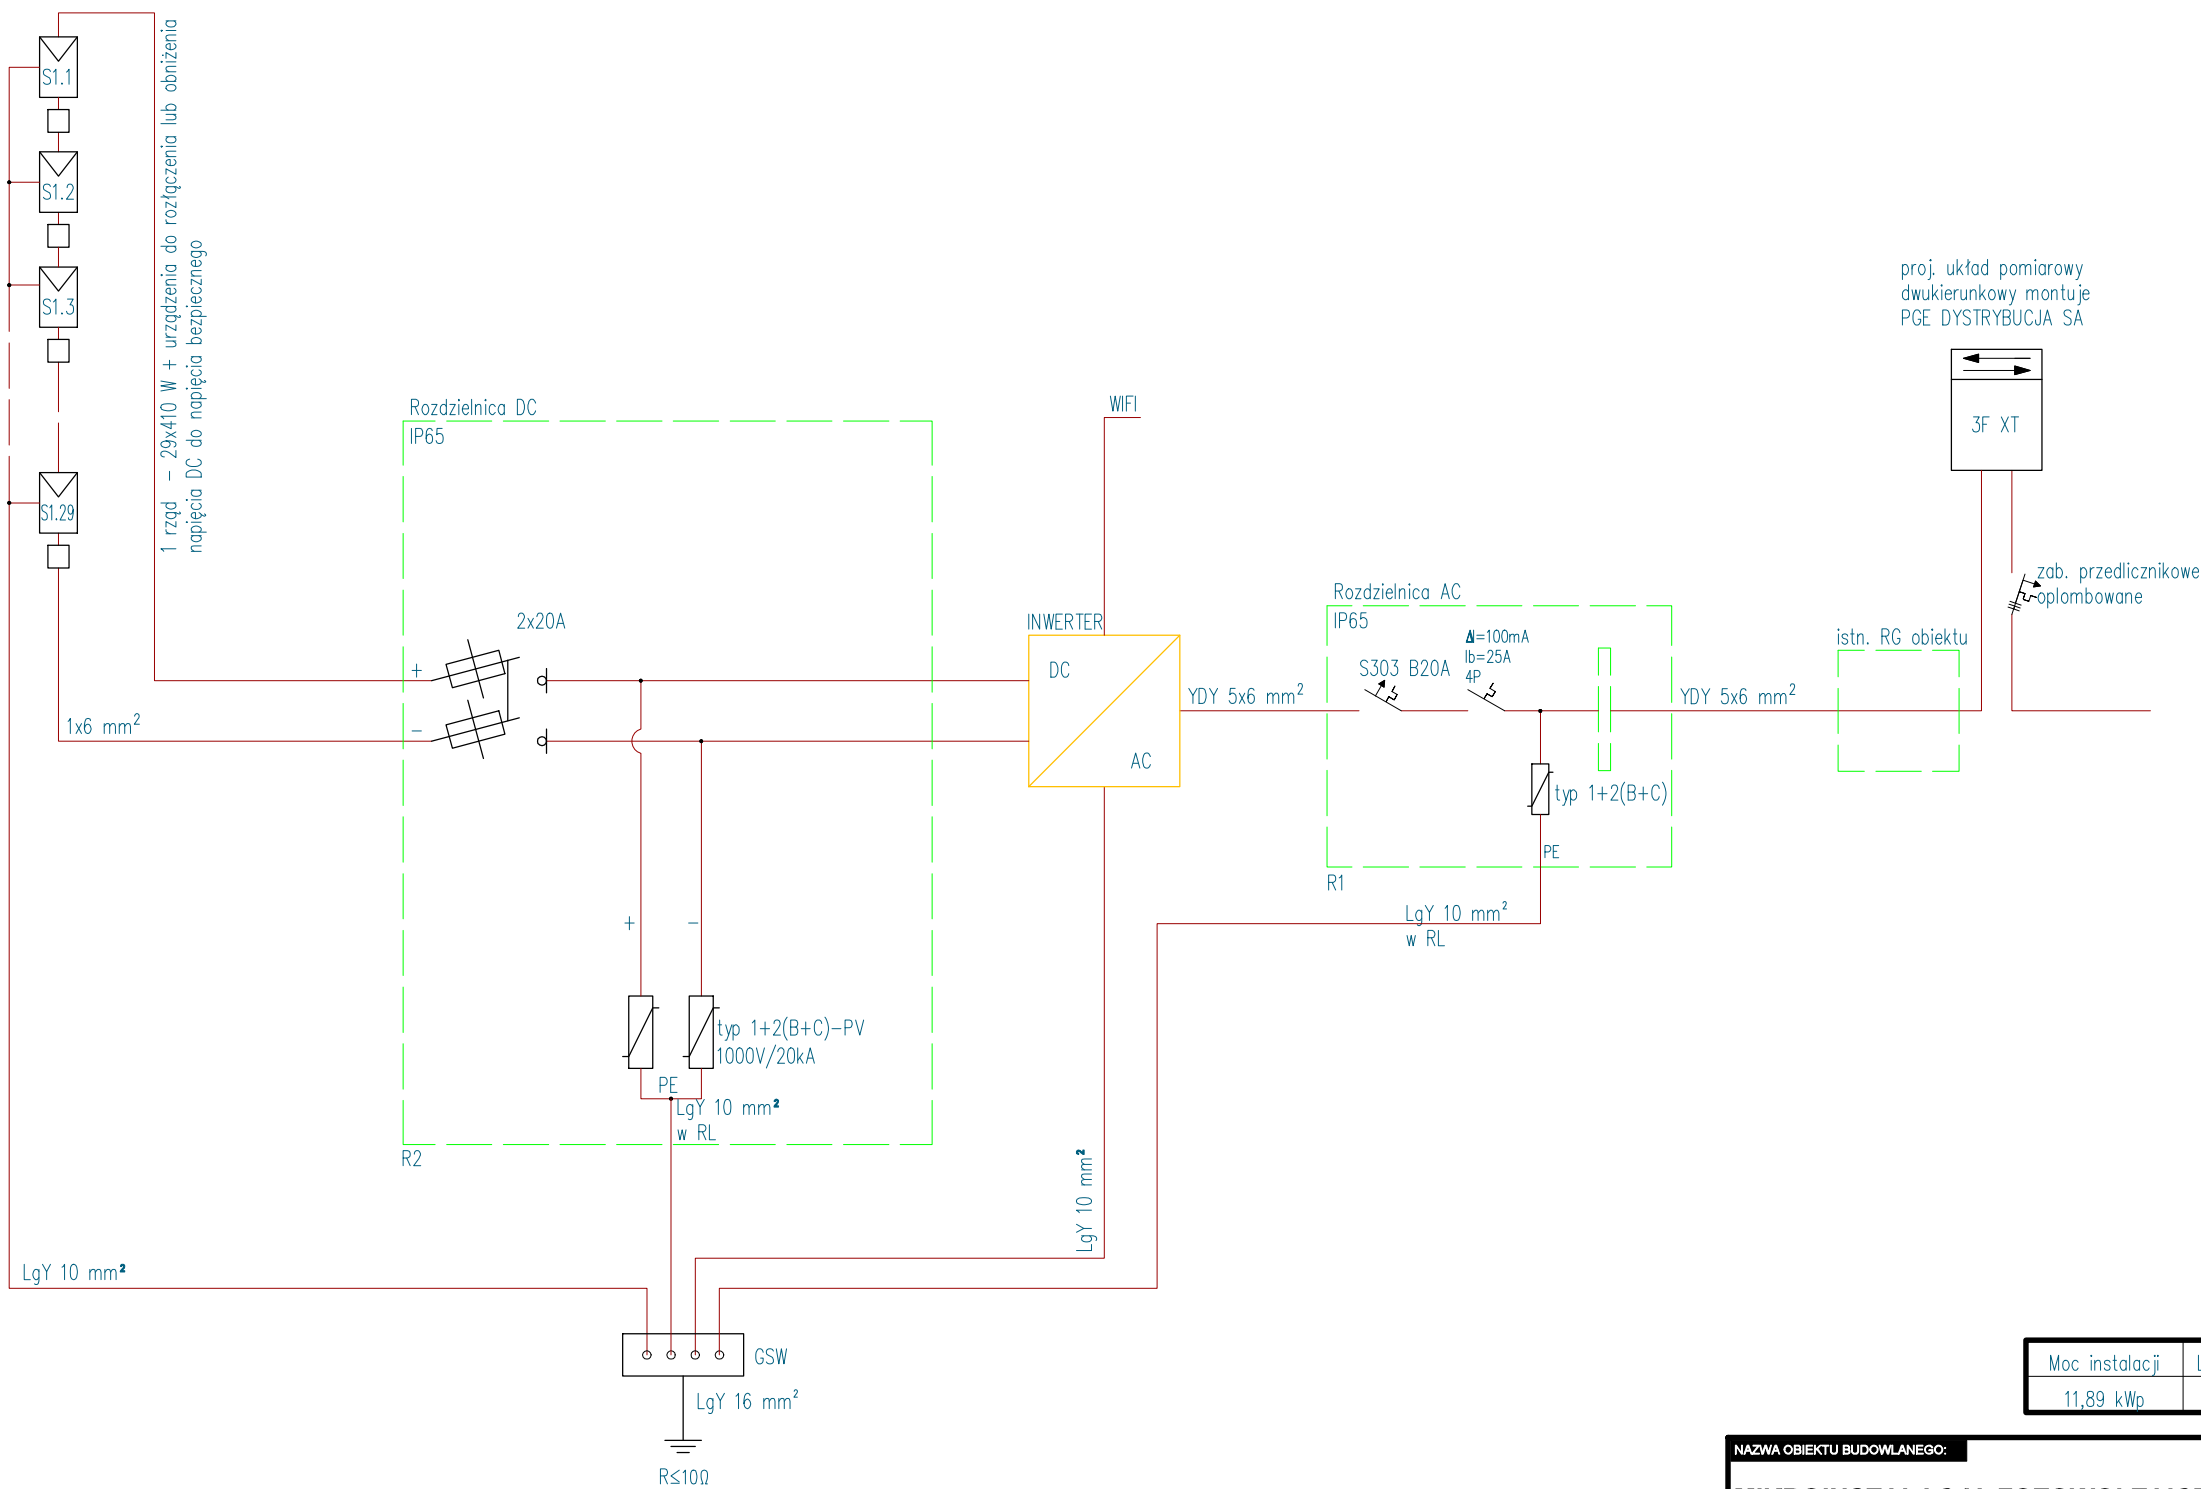 S1.1
S1.2
S1.3
S1.29
1 rząd - 29x410 W + urządzenia do rozłączenia lub obniżenia
napięcia DC do napięcia bezpiecznego
1x6 mm²
Rozdzielnica DC
IP65
2x20A
+
-
+
-
typ 1+2(B+C)-PV
1000V/20kA
PE
LgY 10 mm²
w RL
R2
WIFI
INWERTER
DC
AC
YDY 5x6 mm²
Rozdzielnica AC
IP65
S303 B20A
ΔI=100mA
Ib=25A
4P
typ 1+2(B+C)
PE
R1
LgY 10 mm²
w RL
YDY 5x6 mm²
istn. RG obiektu
proj. układ pomiarowy
dwukierunkowy montuje
PGE DYSTRYBUCJA SA
3F XT
zab. przedlicznikowe
oplombowane
LgY 10 mm²
LgY 10 mm²
GSW
LgY 16 mm²
R≤10Ω
Moc instalacji
11,89 kWp
NAZWA OBIEKTU BUDOWLANEGO: